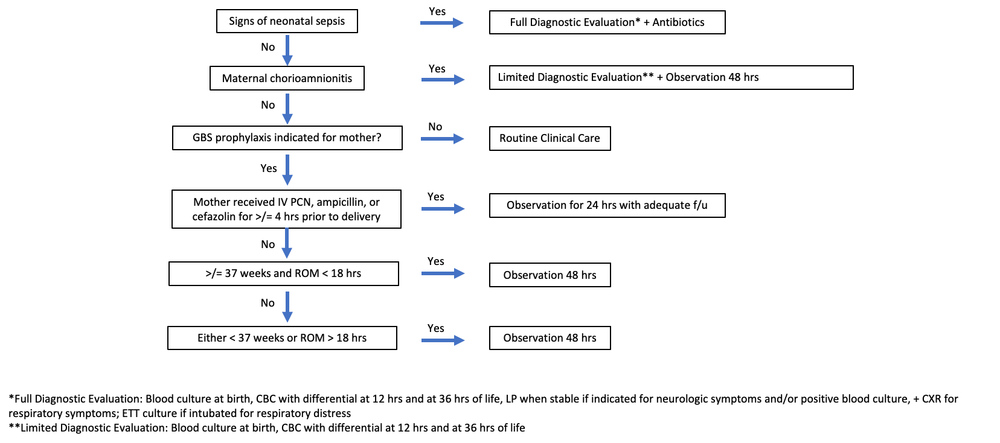 Signs of neonatal sepsis
Yes
Full Diagnostic Evaluation* + Antibiotics
No
Maternal chorioamnionitis
Yes
Limited Diagnostic Evaluation** + Observation 48 hrs
No
GBS prophylaxis indicated for mother?
No
Routine Clinical Care
Yes
Mother received IV PCN, ampicillin, or
cefazolin for >/= 4 hrs prior to delivery
Yes
Observation for 24 hrs with adequate f/u
No
>/= 37 weeks and ROM < 18 hrs
Yes
Observation 48 hrs
No
Either < 37 weeks or ROM > 18 hrs
Yes
Observation 48 hrs
*Full Diagnostic Evaluation: Blood culture at birth, CBC with differential at 12 hrs and at 36 hrs of life, LP when stable if indicated for neurologic symptoms and/or positive blood culture, + CXR for
respiratory symptoms; ETT culture if intubated for respiratory distress
**Limited Diagnostic Evaluation: Blood culture at birth, CBC with differential at 12 hrs and at 36 hrs of life